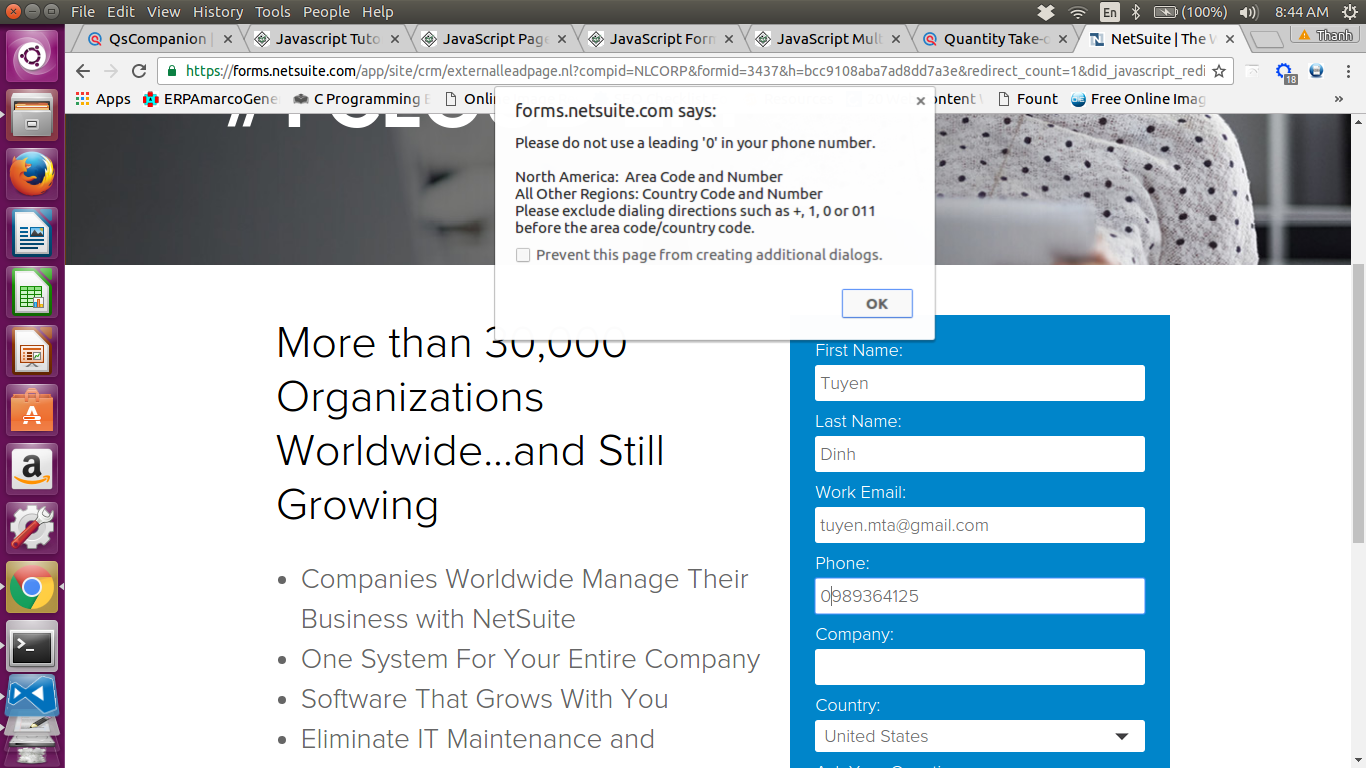 File Edit View History Tools People Help
En
(100%)
8:44 AM
QsCompanion |
Javascript Tuto
JavaScript Page
JavaScript Form
JavaScript Mult
Quantity Take-o
NetSuite | The W
Thanh
https://forms.netsuite.com/app/site/crm/externalleadpage.nl?compid=NLCORP&formid=3437&h=bcc9108aba7ad8dd7a3e&redirect_count=1&did_javascript_redi
18
Apps
ERPAmarcoGene
C Programming E
Onlin
ontent
Fount
Free Online Imag
»
forms.netsuite.com says:
Please do not use a leading '0' in your phone number.
North America: Area Code and Number
All Other Regions: Country Code and Number
Please exclude dialing directions such as +, 1, 0 or 011
before the area code/country code.
Prevent this page from creating additional dialogs.
OK
More than 30,000
Organizations
Worldwide...and Still
Growing
• Companies Worldwide Manage Their
Business with NetSuite
• One System For Your Entire Company
• Software That Grows With You
• Eliminate IT Maintenance and
First Name:
Tuyen
Last Name:
Dinh
Work Email:
tuyen.mta@gmail.com
Phone:
0989364125
Company:
Country:
United States